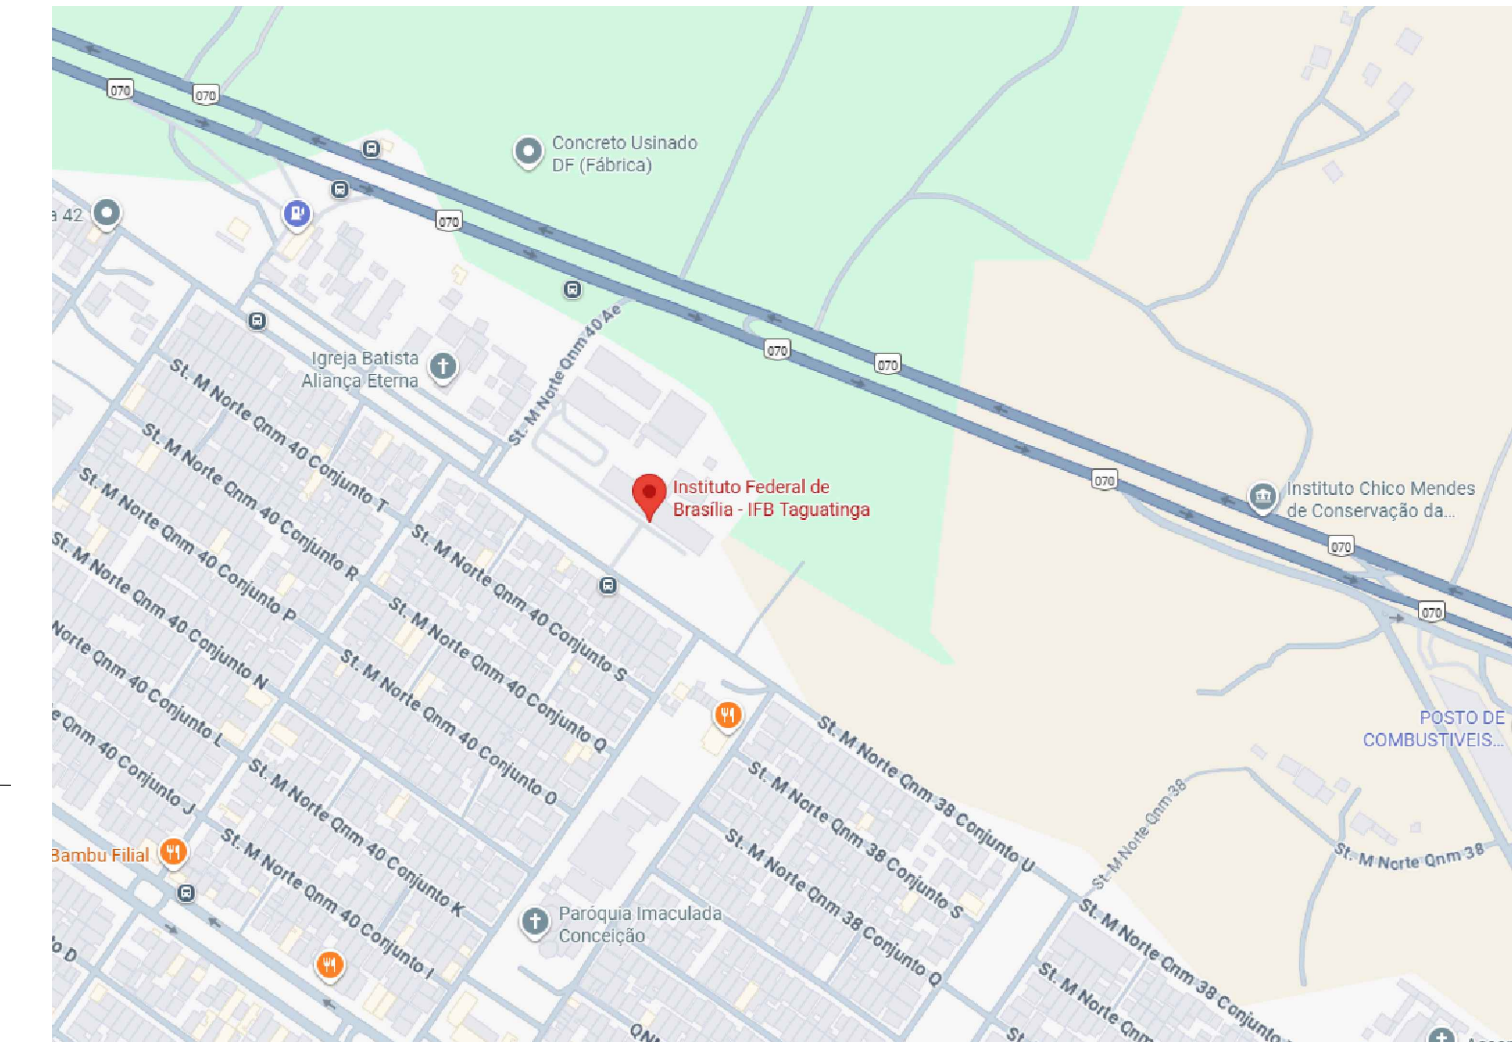 070
070
Concreto Usinado
DF (Fábrica)
42
070
St. M Norte Qnm 40 Ae
Igreja Batista
Aliança Eterna
070
070
St. M Norte Qnm 40 Conjunto T
St. M Norte Qnm 40 Conjunto R
St. M Norte Qnm 40 Conjunto P
St. M Norte Qnm 40 Conjunto N
Norte Qnm 40 Conjunto L
Qnm 40 Conjunto J
070
Instituto Federal de
Brasília - IFB Taguatinga
Instituto Chico Mendes
de Conservação da...
070
070
St. M Norte Qnm 40 Conjunto S
St. M Norte Qnm 40 Conjunto Q
St. M Norte Qnm 40 Conjunto O
St. M Norte Qnm 40 Conjunto K
St. M Norte Qnm 40 Conjunto I
POSTO DE
COMBUSTIVEIS...
St. M Norte Qnm 38 Conjunto U
St. M Norte Qnm 38 Conjunto S
St. M Norte Qnm 38 Conjunto Q
St. M Norte Qnm 38
St. M Norte Qnm 38
Bambu Filial
Paróquia Imaculada
Conceição
St. M Norte Qnm 38 Conjunto
St. M Norte Qnm
St.
D